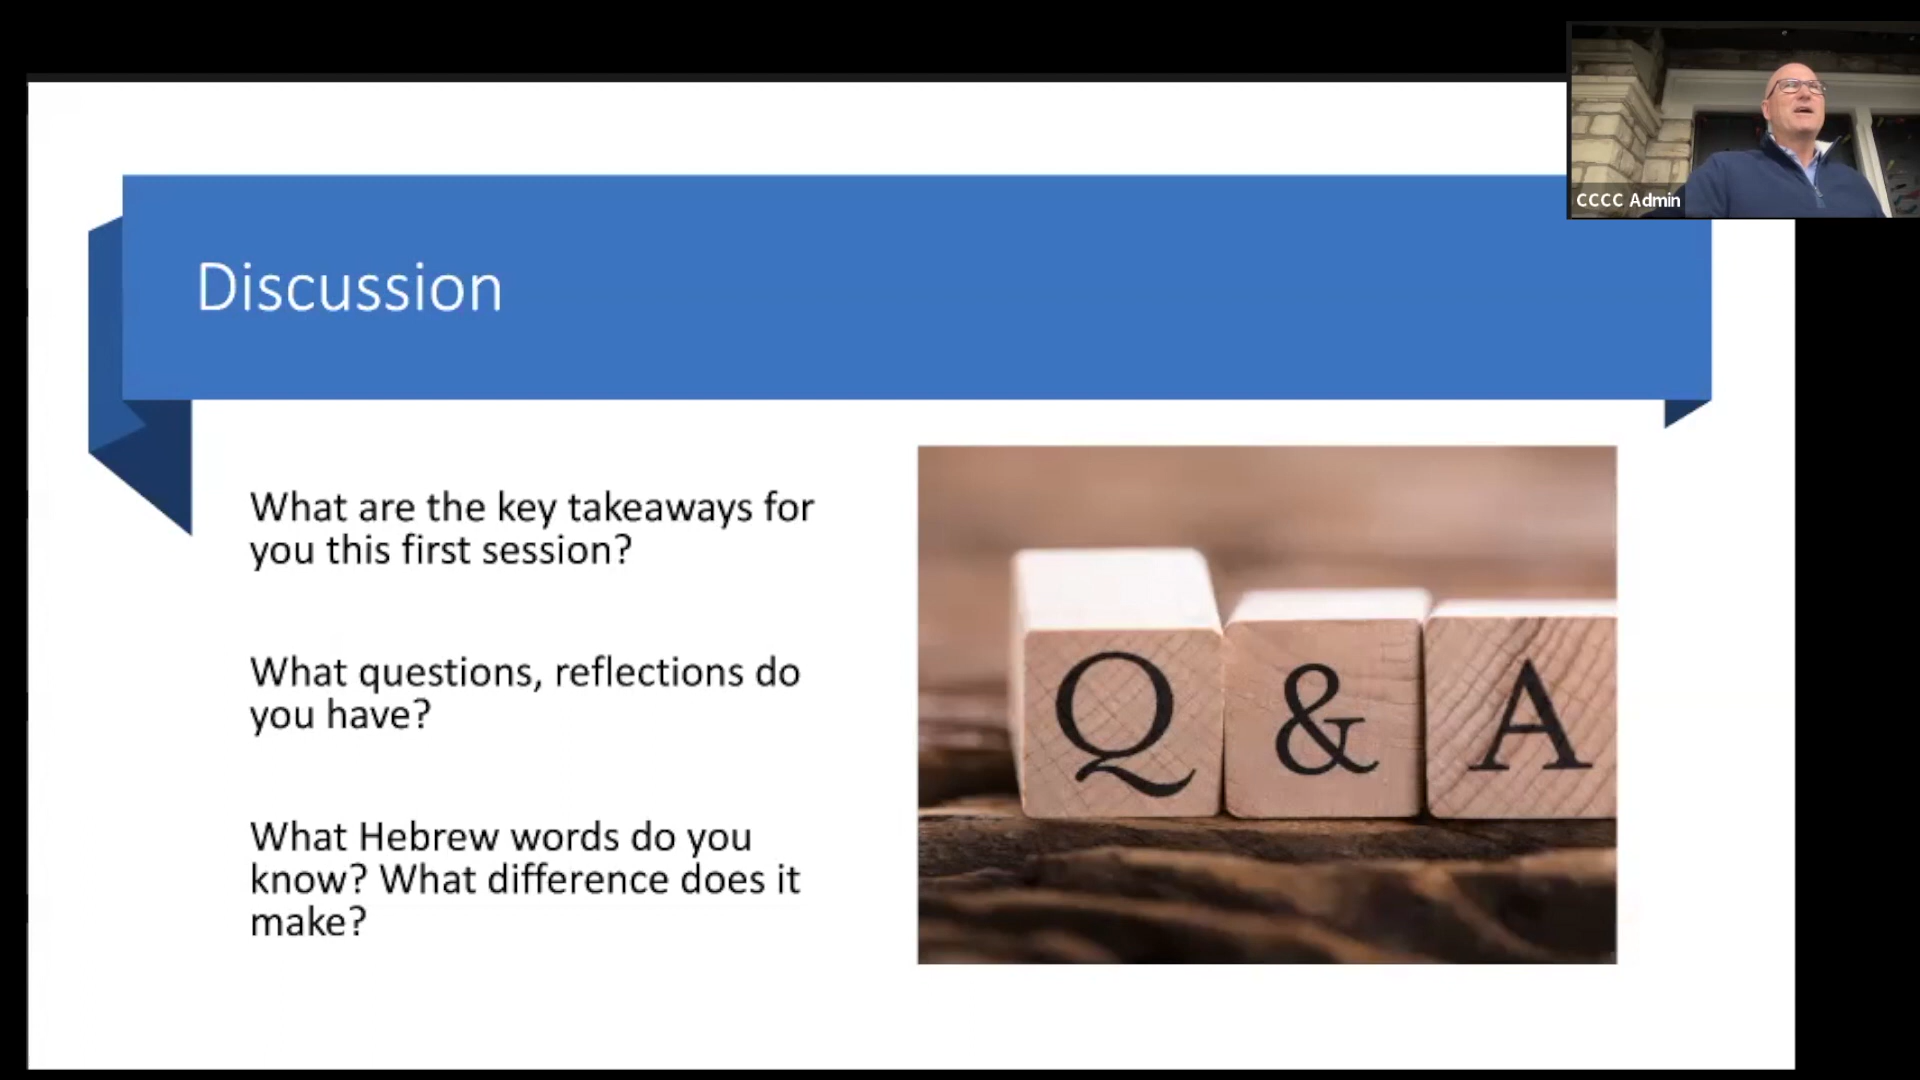 CCCC Admin
Discussion
What are the key takeaways for
you this first session?
What questions, reflections do
you have?
What Hebrew words do you
know? What difference does it
make?
Q & A